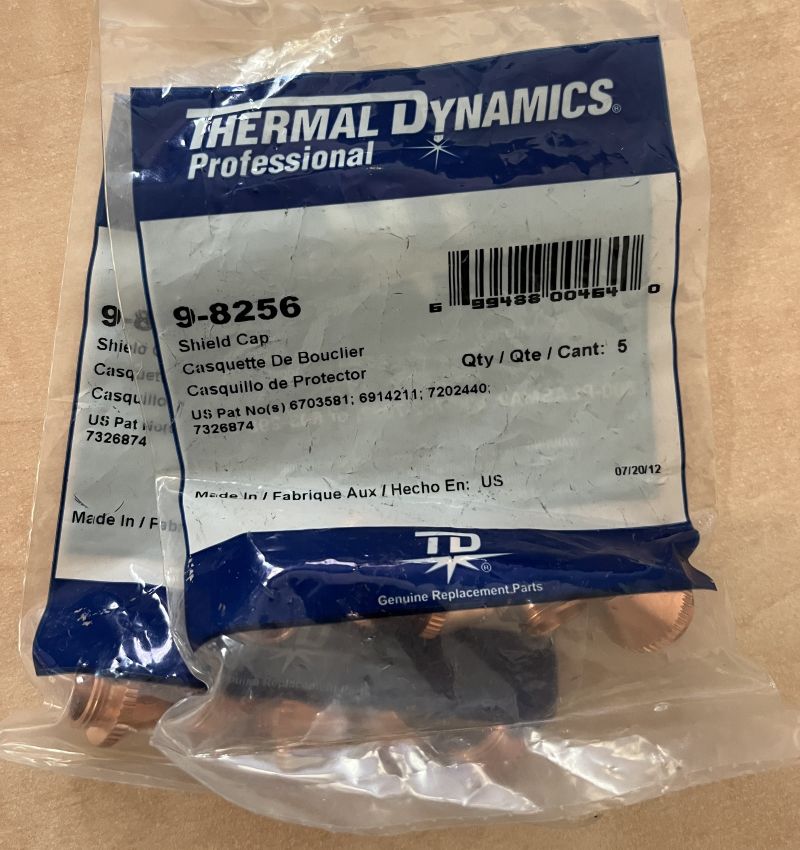 THERMAL DYNAMICS®
Professional
9-8256
Shield Cap
Casquette De Bouclier
Casquillo de Protector
6 99488 00464 0
Qty / Qte / Cant: 5
US Pat No(s) 6703581; 6914211; 7202440;
7326874
Made In / Fabrique Aux / Hecho En: US
07/20/12
TD®
Genuine Replacement Parts
9-8
Shield
Casquet
Casquillo
US Pat No(s
7326874
Made In / Fab